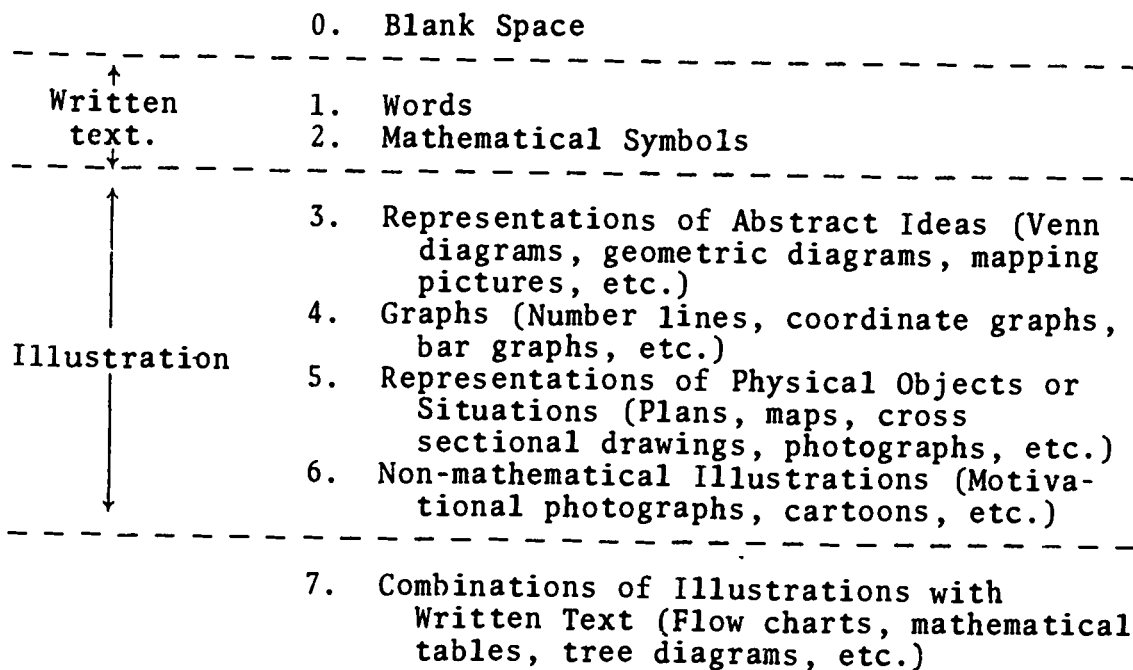 0. Blank Space
Written
text.
1. Words
2. Mathematical Symbols
Illustration
3. Representations of Abstract Ideas (Venn
diagrams, geometric diagrams, mapping
pictures, etc.)
4. Graphs (Number lines, coordinate graphs,
bar graphs, etc.)
5. Representations of Physical Objects or
Situations (Plans, maps, cross
sectional drawings, photographs, etc.)
6. Non-mathematical Illustrations (Motiva-
tional photographs, cartoons, etc.)
7. Combinations of Illustrations with
Written Text (Flow charts, mathematical
tables, tree diagrams, etc.)